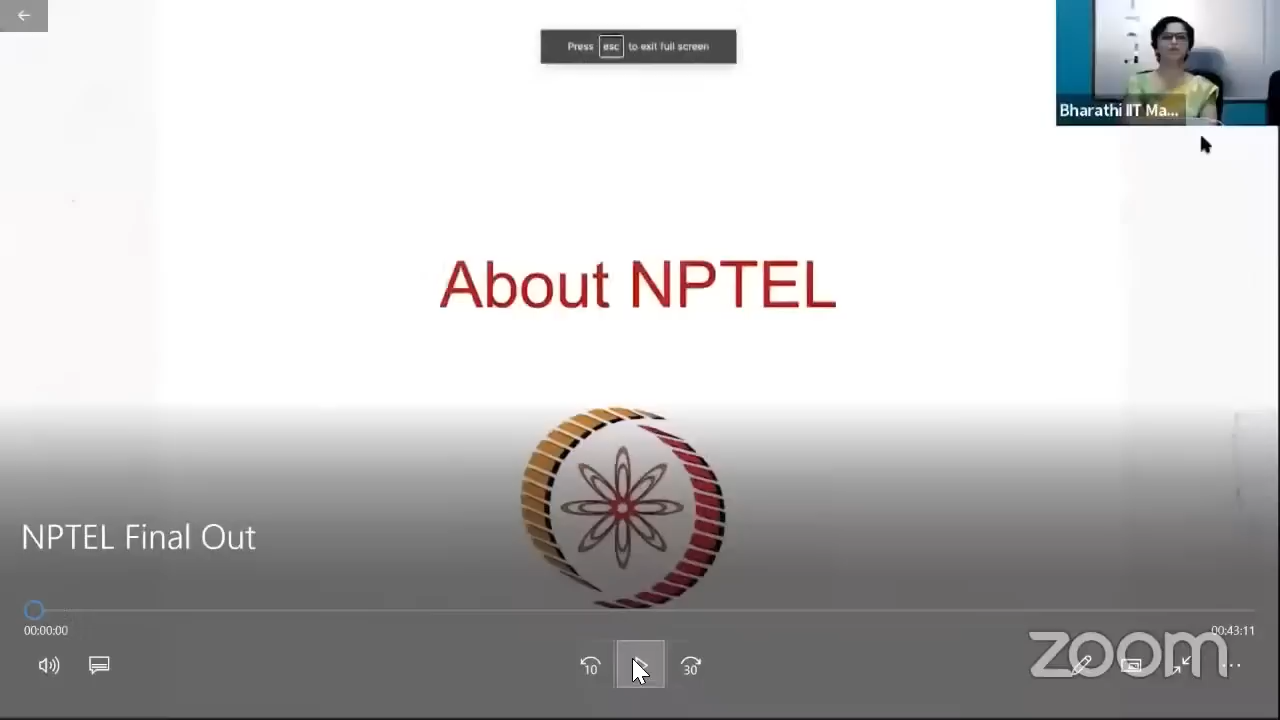 Press esc to exit full screen
Bharathi IIT Ma...
About NPTEL
NPTEL Final Out
00:00:00
00:43:11
10
30
zoom